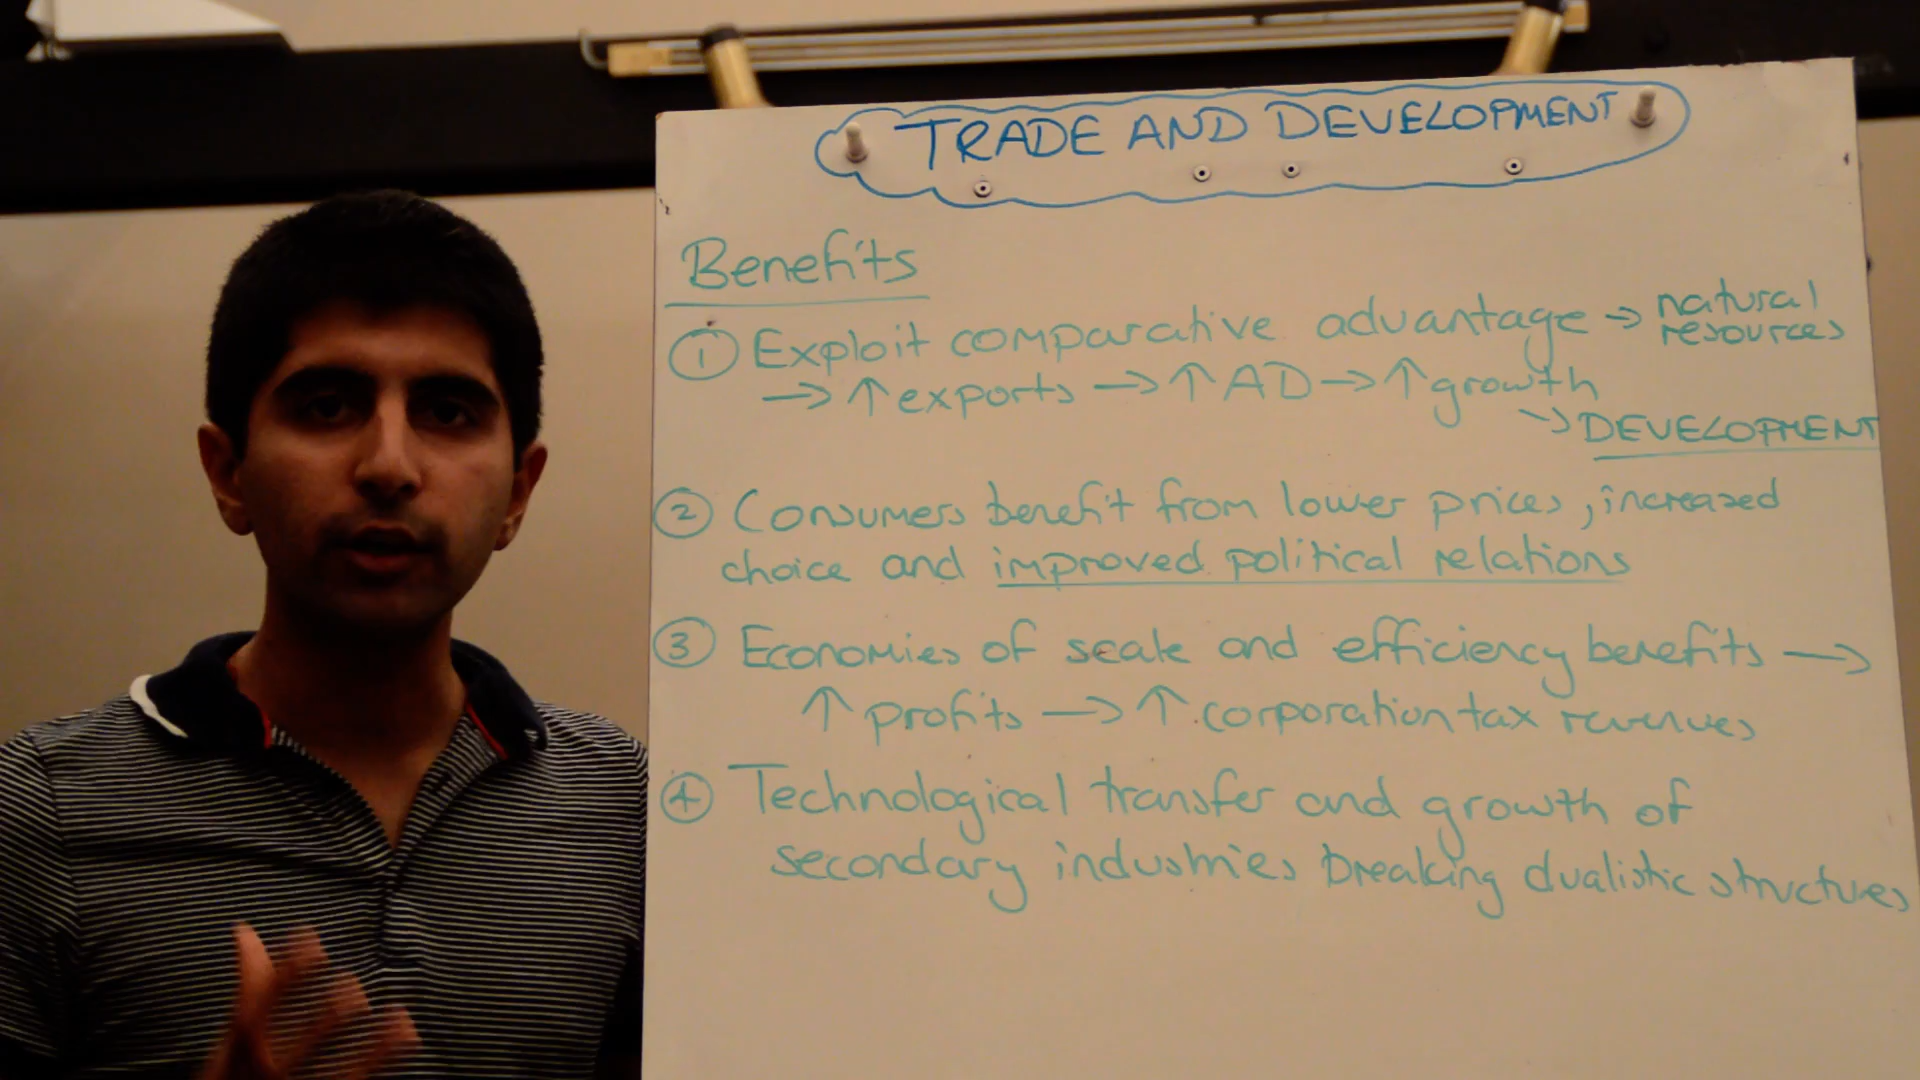 TRADE AND DEVELOPMENT
Benefits
① Exploit comparative advantage → natural
resources
→ ↑ exports → ↑ AD → ↑ growth
→ DEVELOPMENT
② Consumers benefit from lower prices, increased
choice and improved political relations
③ Economies of scale and efficiency benefits →
↑ profits → ↑ corporation tax revenues
④ Technological transfer and growth of
secondary industries breaking dualistic structures